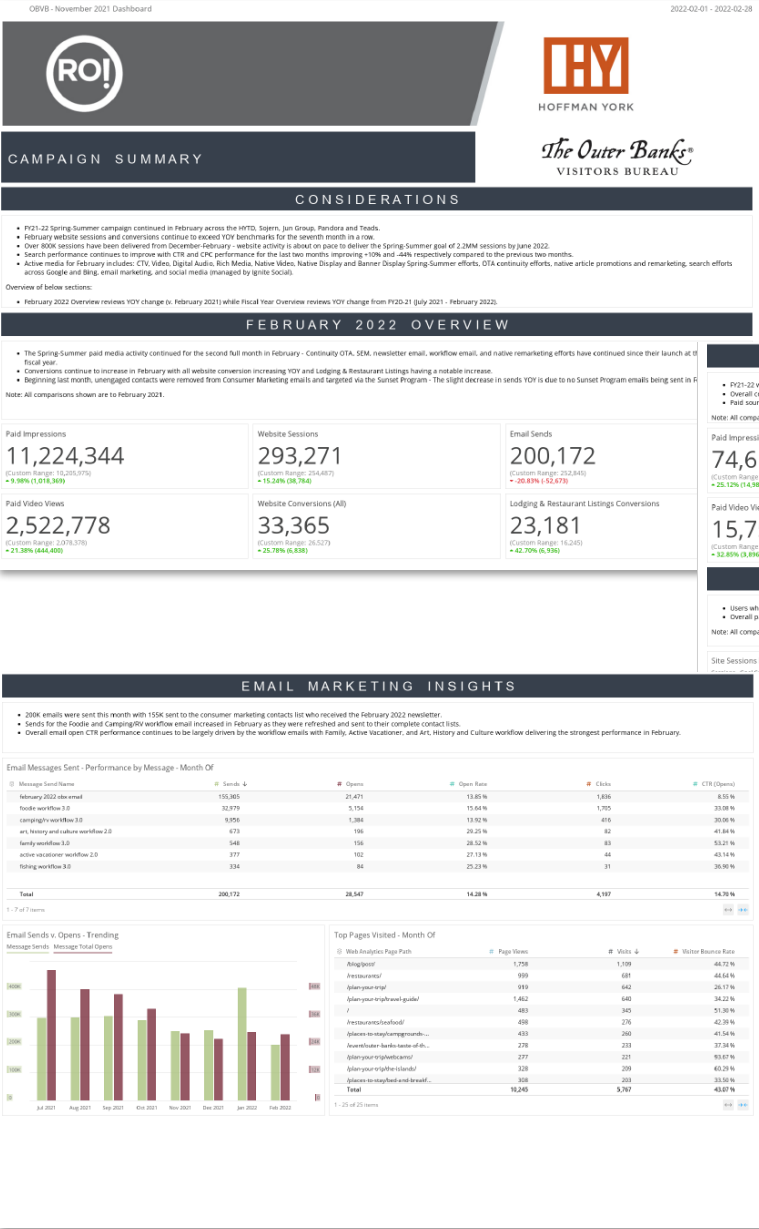 OBVB - November 2021 Dashboard
2022-02-01 - 2022-02-28
ROI!
HY
HOFFMAN YORK
The Outer Banks®
VISITORS BUREAU
CAMPAIGN SUMMARY
CONSIDERATIONS
• FY21-22 Spring-Summer campaign continued in February across the HYTD, Sojern, Jun Group, Pandora and Teads.
• February website sessions and conversions continue to exceed YOY benchmarks for the seventh month in a row.
• Over 800K sessions have been delivered from December-February - website activity is about on pace to deliver the Spring-Summer goal of 2.2MM sessions by June 2022.
• Search performance continues to improve with CTR and CPC performance for the last two months improving +10% and -44% respectively compared to the previous two months.
• Active media for February includes: CTV, Video, Digital Audio, Rich Media, Native Video, Native Display and Banner Display Spring-Summer efforts, OTA continuity efforts, native article promotions and remarketing, search efforts
across Google and Bing, email marketing, and social media (managed by Ignite Social).
Overview of below sections:
• February 2022 Overview reviews YOY change (v. February 2021) while Fiscal Year Overview reviews YOY change from FY20-21 (July 2021 - February 2022).
FEBRUARY 2022 OVERVIEW
• The Spring-Summer paid media activity continued for the second full month in February - Continuity OTA, SEM, newsletter email, workflow email, and native remarketing efforts have continued since their launch at th
fiscal year.
• Conversions continue to increase in February with all website conversion increasing YOY and Lodging & Restaurant Listings having a notable increase.
• Beginning last month, unengaged contacts were removed from Consumer Marketing emails and targeted via the Sunset Program - The slight decrease in sends YOY is due to no Sunset Program emails being sent in F
Note: All comparisons shown are to February 2021.
Paid Impressions
11,224,344
(Custom Range: 10,205,975)
9.98% (1,018,369)
Website Sessions
293,271
(Custom Range: 254,487)
15.24% (38,784)
Email Sends
200,172
(Custom Range: 252,845)
-20.83% (-52,673)
Paid Video Views
2,522,778
(Custom Range: 2,078,378)
21.38% (444,400)
Website Conversions (All)
33,365
(Custom Range: 26,527)
25.78% (6,838)
Lodging & Restaurant Listings Conversions
23,181
(Custom Range: 16,245)
42.70% (6,936)
• FY21-22 w
• Overall co
• Paid sour
Note: All compa
Paid Impressi
74,6
(Custom Range
25.12% (14,98
Paid Video Vie
15,7
(Custom Range
32.85% (3,896
• Users wh
• Overall p
Note: All compa
Site Sessions
EMAIL MARKETING INSIGHTS
• 200K emails were sent this month with 155K sent to the consumer marketing contacts list who received the February 2022 newsletter.
• Sends for the Foodie and Camping/RV workflow email increased in February as they were refreshed and sent to their complete contact lists.
• Overall email open CTR performance continues to be largely driven by the workflow emails with Family, Active Vacationer, and Art, History and Culture workflow delivering the strongest performance in February.
Email Messages Sent - Performance by Message - Month Of
Message Send Name # Sends ↓ # Opens # Open Rate # Clicks # CTR (Opens)
february 2022 obx email 155,305 21,471 13.85 % 1,836 8.55 %
foodie workflow 3.0 32,979 5,154 15.64 % 1,705 33.08 %
camping/rv workflow 3.0 9,956 1,384 13.92 % 416 30.06 %
art, history and culture workflow 2.0 673 196 29.25 % 82 41.84 %
family workflow 3.0 548 156 28.52 % 83 53.21 %
active vacationer workflow 2.0 377 102 27.13 % 44 43.14 %
fishing workflow 3.0 334 84 25.23 % 31 36.90 %
Total 200,172 28,547 14.28 % 4,197 14.70 %
1 - 7 of 7 items
Email Sends v. Opens - Trending
Message Sends Message Total Opens
400K
300K
200K
100K
0
48K
36K
24K
12K
0
Jul 2021 Aug 2021 Sep 2021 Oct 2021 Nov 2021 Dec 2021 Jan 2022 Feb 2022
Top Pages Visited - Month Of
Web Analytics Page Path # Page Views # Visits ↓ # Visitor Bounce Rate
/blog/post/ 1,758 1,109 44.72 %
/restaurants/ 999 681 44.64 %
/plan-your-trip/ 919 642 26.17 %
/plan-your-trip/travel-guide/ 1,462 640 34.22 %
/ 483 345 51.30 %
/restaurants/seafood/ 498 276 42.39 %
/places-to-stay/campgrounds-... 433 260 41.54 %
/event/outer-banks-taste-of-th... 278 233 37.34 %
/plan-your-trip/webcams/ 277 221 93.67 %
/plan-your-trip/the-islands/ 328 209 60.29 %
/places-to-stay/bed-and-breakf... 308 203 33.50 %
Total 10,245 5,767 43.07 %
1 - 25 of 25 items